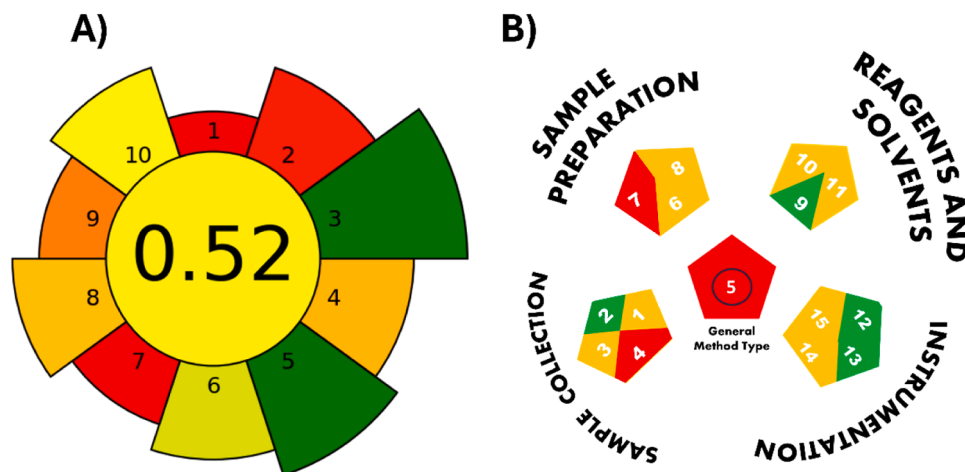 A)
1
2
3
4
5
6
7
8
9
10
0.52
B)
SAMPLE
PREPARATION
8
7
6
REAGENTS AND
SOLVENTS
10
11
9
5
General
Method Type
SAMPLE COLLECTION
2
1
3
4
INSTRUMENTATION
15
12
14
13